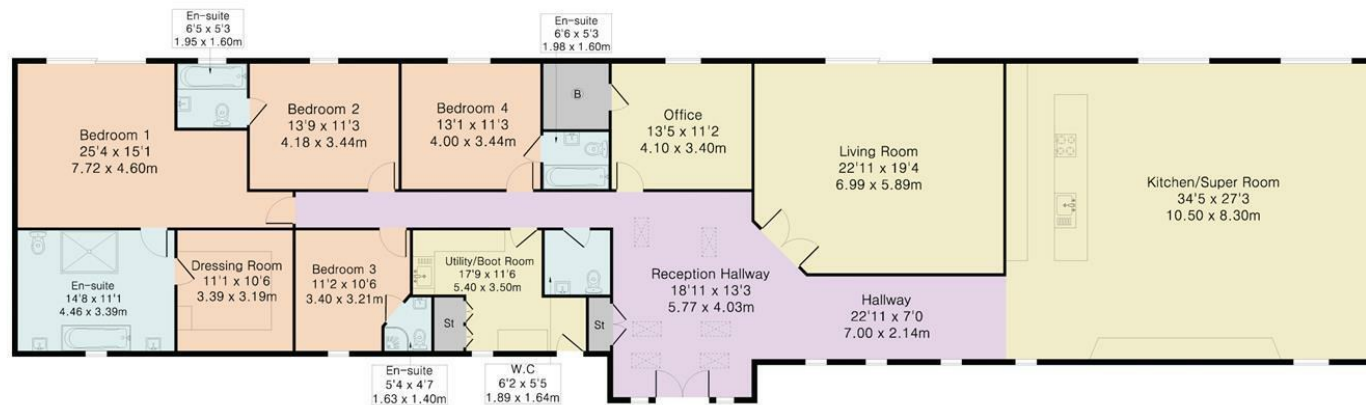 En-suite
6'5 x 5'3
1.95 x 1.60m
En-suite
6'6 x 5'3
1.98 x 1.60m
Bedroom 1
25'4 x 15'1
7.72 x 4.60m
Bedroom 2
13'9 x 11'3
4.18 x 3.44m
Bedroom 4
13'1 x 11'3
4.00 x 3.44m
B
Office
13'5 x 11'2
4.10 x 3.40m
Living Room
22'11 x 19'4
6.99 x 5.89m
Kitchen/Super Room
34'5 x 27'3
10.50 x 8.30m
En-suite
14'8 x 11'1
4.46 x 3.39m
Dressing Room
11'1 x 10'6
3.39 x 3.19m
Bedroom 3
11'2 x 10'6
3.40 x 3.21m
Utility/Boot Room
17'9 x 11'6
5.40 x 3.50m
St
St
Reception Hallway
18'11 x 13'3
5.77 x 4.03m
Hallway
22'11 x 7'0
7.00 x 2.14m
En-suite
5'4 x 4'7
1.63 x 1.40m
W.C
6'2 x 5'5
1.89 x 1.64m